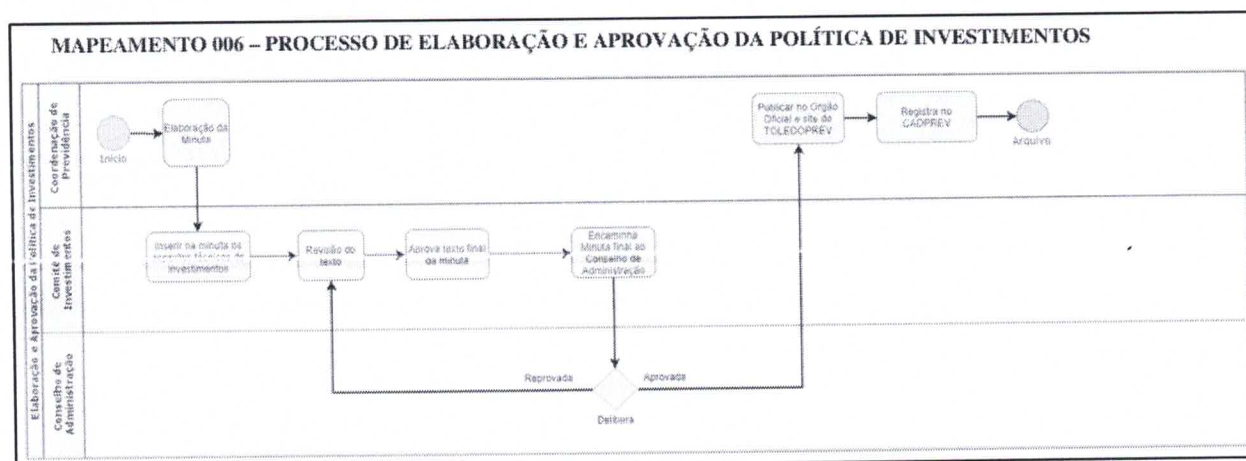 MAPEAMENTO 006 – PROCESSO DE ELABORAÇÃO E APROVAÇÃO DA POLÍTICA DE INVESTIMENTOS
Elaboração e Aprovação da Política de Investimentos
Coordenação de
Previdência
Início
Elaboração da
Minuta
Publicar no Órgão
Oficial e site do
TOLEDOPREV
Registra no
CADPREV
Arquivo
Comitê de
Investimentos
Inserir na minuta os
técnicos de
Investimentos
Revisão do
texto
Aprova texto final
da minuta
Encaminha
Minuta final ao
Conselho de
Administração
Conselho de
Administração
Reprovada
Aprovada
Delibera